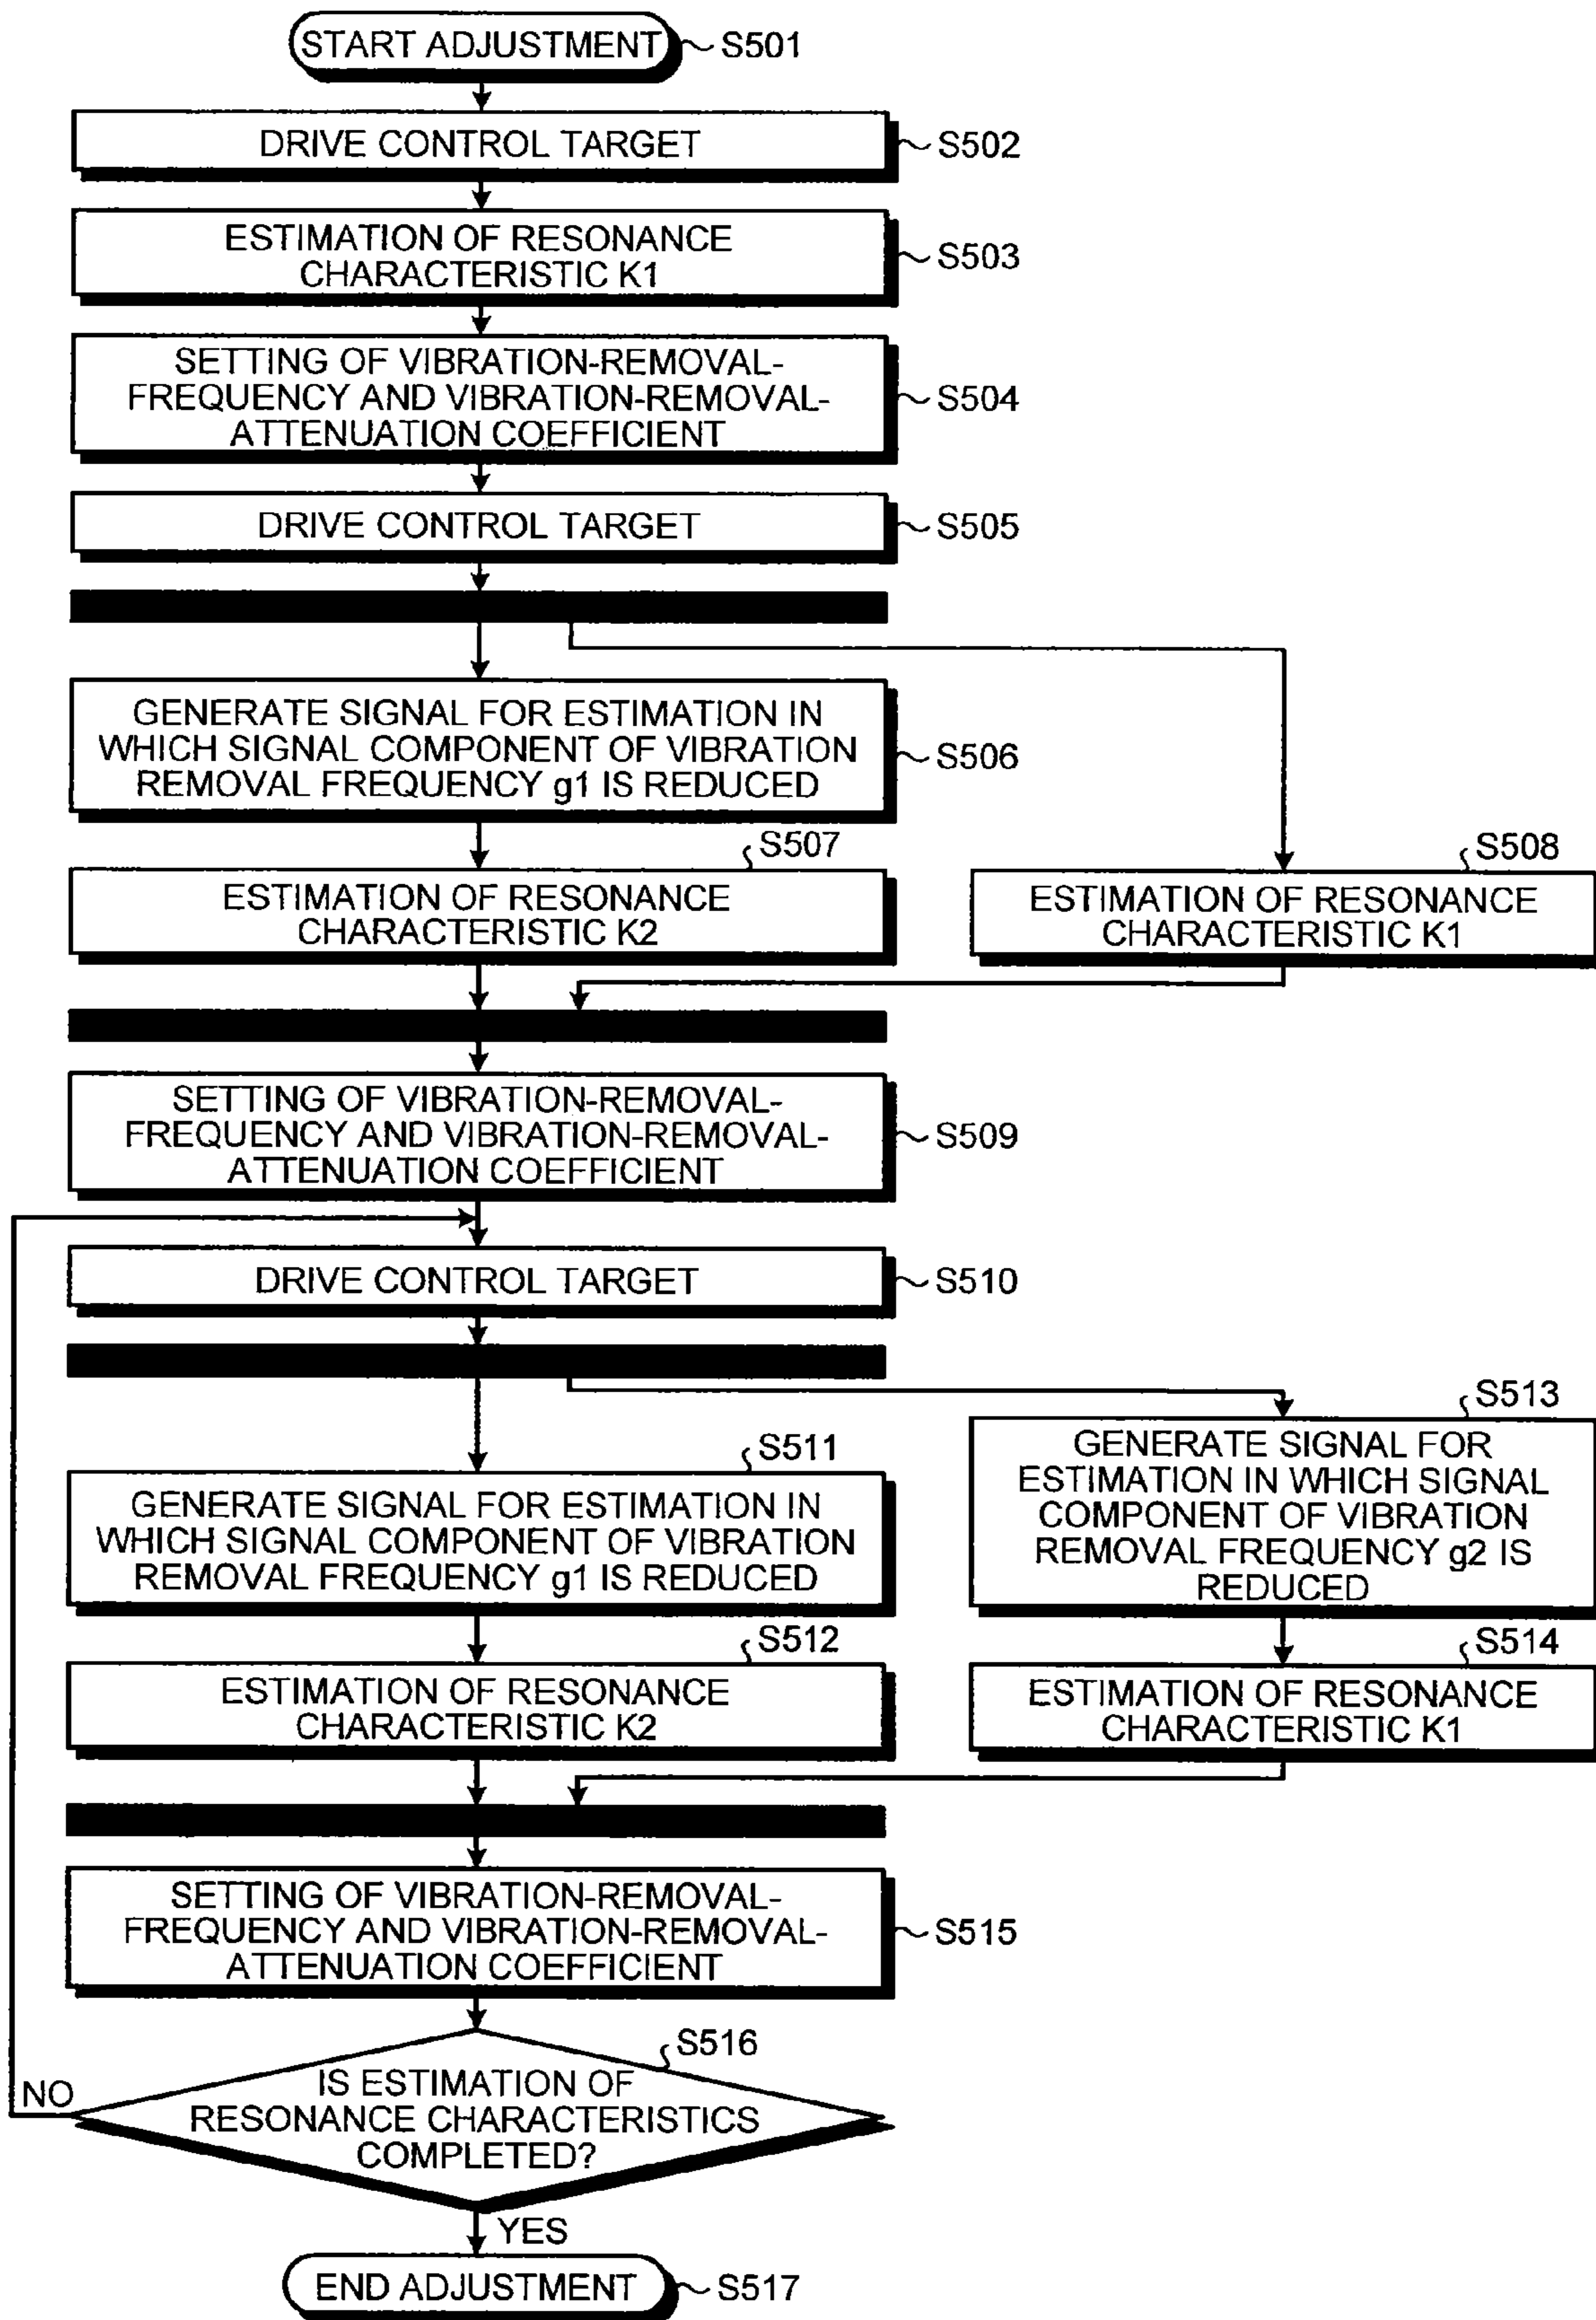 START ADJUSTMENT
S501
DRIVE CONTROL TARGET
S502
ESTIMATION OF RESONANCE
CHARACTERISTIC K1
S503
SETTING OF VIBRATION-REMOVAL-
FREQUENCY AND VIBRATION-REMOVAL-
ATTENUATION COEFFICIENT
S504
DRIVE CONTROL TARGET
S505
GENERATE SIGNAL FOR ESTIMATION IN
WHICH SIGNAL COMPONENT OF VIBRATION
REMOVAL FREQUENCY g1 IS REDUCED
S506
S507
ESTIMATION OF RESONANCE
CHARACTERISTIC K2
S508
ESTIMATION OF RESONANCE
CHARACTERISTIC K1
SETTING OF VIBRATION-REMOVAL-
FREQUENCY AND VIBRATION-REMOVAL-
ATTENUATION COEFFICIENT
S509
DRIVE CONTROL TARGET
S510
S511
GENERATE SIGNAL FOR ESTIMATION IN
WHICH SIGNAL COMPONENT OF VIBRATION
REMOVAL FREQUENCY g1 IS REDUCED
S513
GENERATE SIGNAL FOR
ESTIMATION IN WHICH SIGNAL
COMPONENT OF VIBRATION
REMOVAL FREQUENCY g2 IS
REDUCED
S512
ESTIMATION OF RESONANCE
CHARACTERISTIC K2
S514
ESTIMATION OF RESONANCE
CHARACTERISTIC K1
SETTING OF VIBRATION-REMOVAL-
FREQUENCY AND VIBRATION-REMOVAL-
ATTENUATION COEFFICIENT
S515
S516
IS ESTIMATION OF
RESONANCE CHARACTERISTICS
COMPLETED?
NO
YES
END ADJUSTMENT
S517